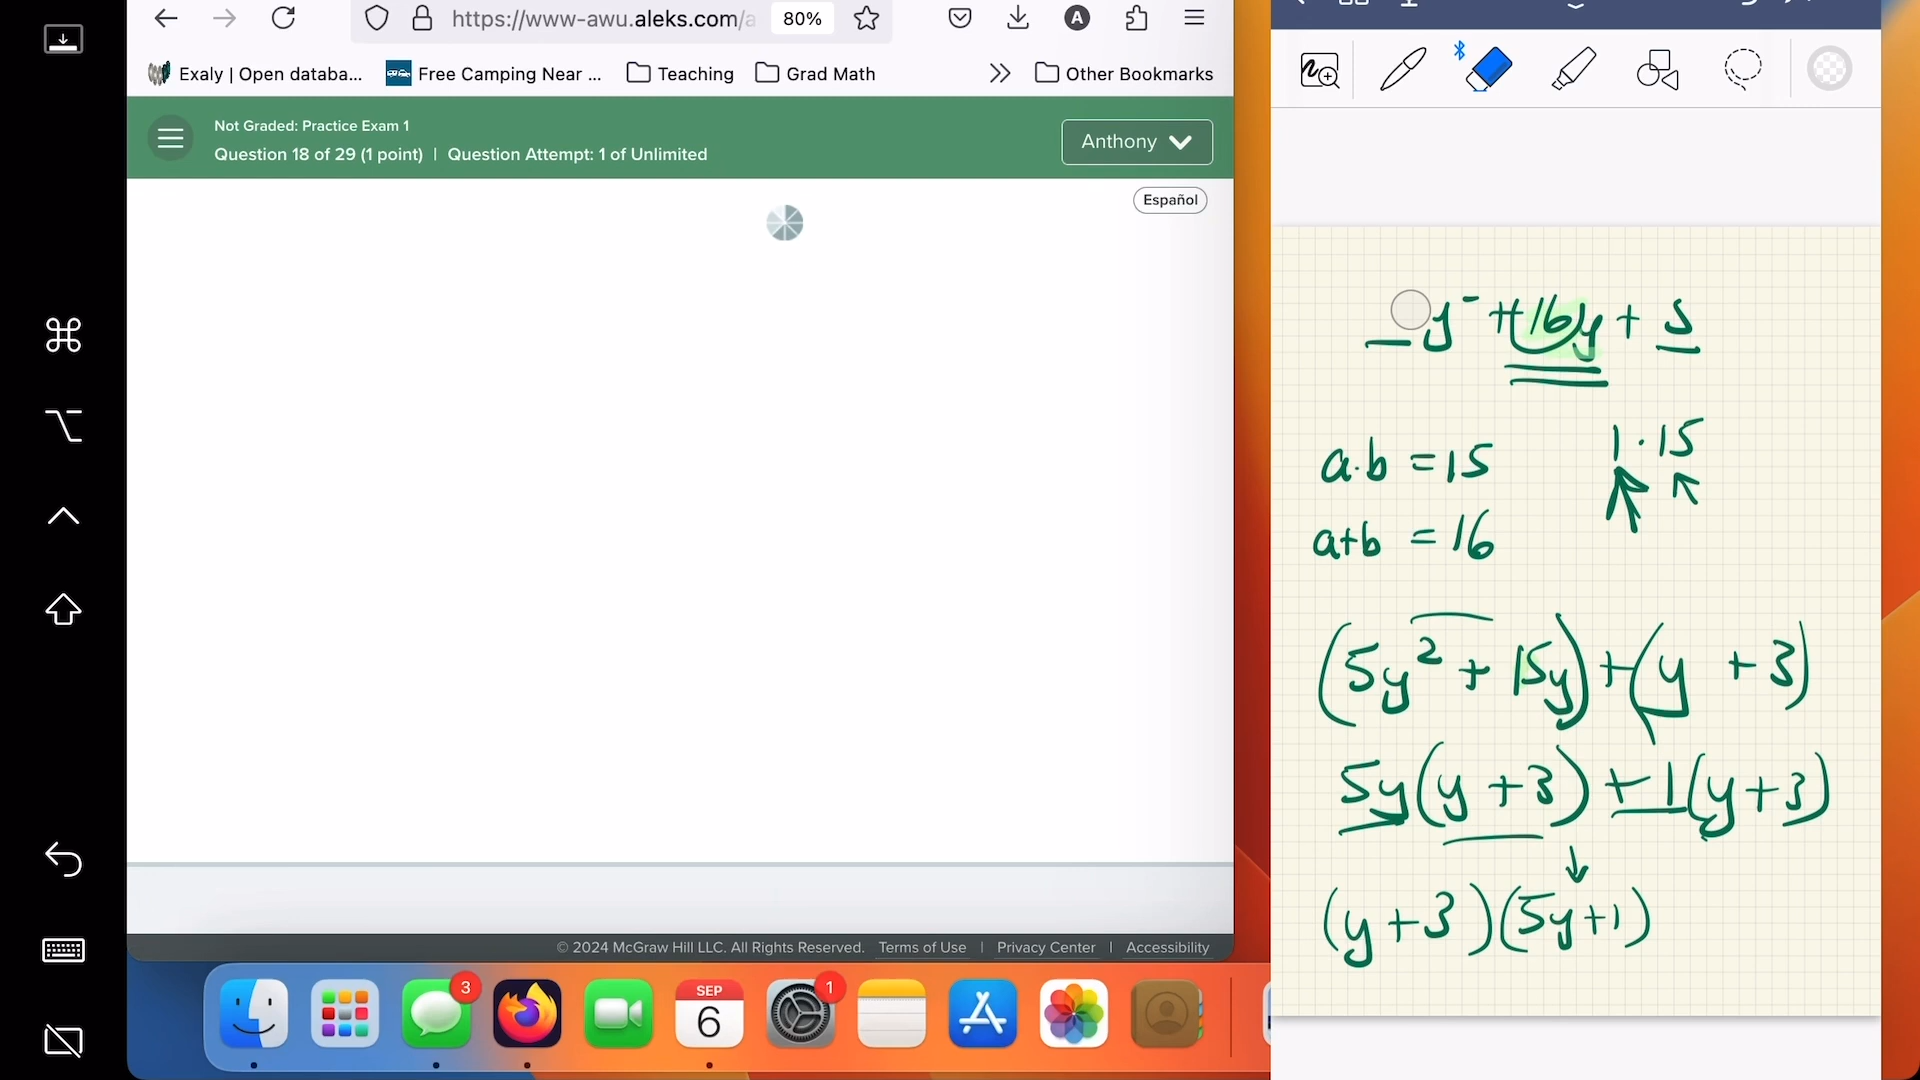 https://www-awu.aleks.com/a
80%
A
Exaly | Open databa...
Free Camping Near ...
Teaching
Grad Math
Other Bookmarks
Not Graded: Practice Exam 1
Question 18 of 29 (1 point) | Question Attempt: 1 of Unlimited
Anthony
Español
y + 16y + 3
a·b = 15
1 · 15
a+b = 16
(5y² + 15y) + (y + 3)
5y(y + 3) + 1(y + 3)
(y + 3)(5y + 1)
© 2024 McGraw Hill LLC. All Rights Reserved. Terms of Use | Privacy Center | Accessibility
3
SEP
6
1